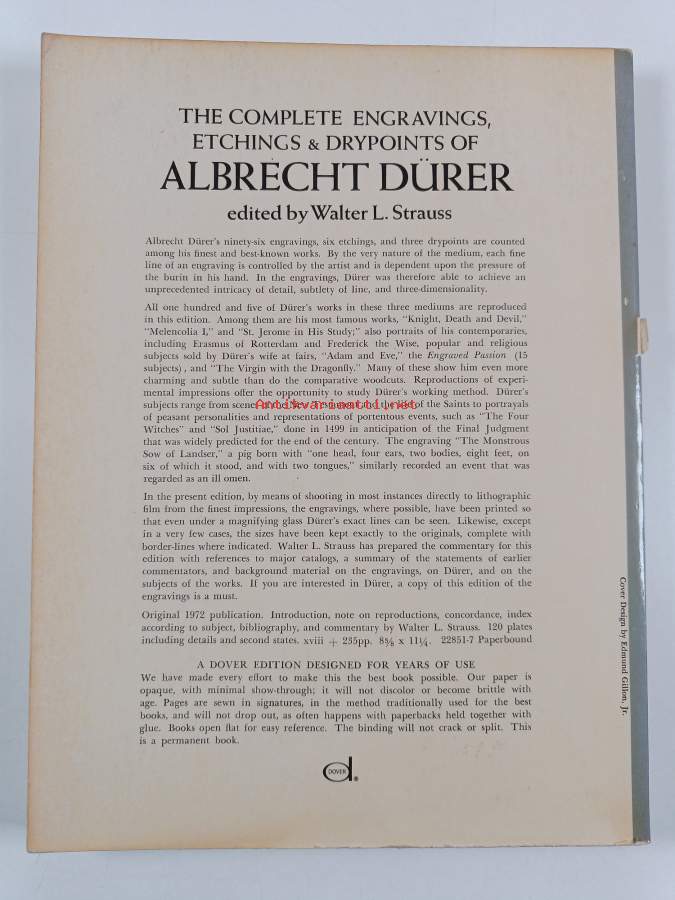 THE COMPLETE ENGRAVINGS,
ETCHINGS & DRYPOINTS OF
ALBRECHT DÜRER
edited by Walter L. Strauss
Albrecht Dürer's ninety-six engravings, six etchings, and three drypoints are counted
among his finest and best-known works. By the very nature of the medium, each fine
line of an engraving is controlled by the artist and is dependent upon the pressure of
the burin in his hand. In the engravings, Dürer was therefore able to achieve an
unprecedented intricacy of detail, subtlety of line, and three-dimensionality.
All one hundred and five of Dürer's works in these three mediums are reproduced
in this edition. Among them are his most famous works, "Knight, Death and Devil,"
"Melencolia I," and "St. Jerome in His Study;" also portraits of his contemporaries,
including Erasmus of Rotterdam and Frederick the Wise, popular and religious
subjects sold by Dürer's wife at fairs, "Adam and Eve," the Engraved Passion (15
subjects), and "The Virgin with the Dragonfly." Many of these show him even more
charming and subtle than do the comparative woodcuts. Reproductions of experi-
mental impressions offer the opportunity to study Dürer's working method. Dürer's
subjects range from scenes of the New Testament and the life of the Saints to portrayals
Antikvariaatti.net
of peasant personalities and representations of portentous events, such as "The Four
Witches" and "Sol Justitiae," done in 1499 in anticipation of the Final Judgment
that was widely predicted for the end of the century. The engraving "The Monstrous
Sow of Landser," a pig born with "one head, four ears, two bodies, eight feet, on
six of which it stood, and with two tongues," similarly recorded an event that was
regarded as an ill omen.
In the present edition, by means of shooting in most instances directly to lithographic
film from the finest impressions, the engravings, where possible, have been printed so
that even under a magnifying glass Dürer's exact lines can be seen. Likewise, except
in a very few cases, the sizes have been kept exactly to the originals, complete with
border-lines where indicated. Walter L. Strauss has prepared the commentary for this
edition with references to major catalogs, a summary of the statements of earlier
commentators, and background material on the engravings, on Dürer, and on the
subjects of the works. If you are interested in Dürer, a copy of this edition of the
engravings is a must.
Original 1972 publication. Introduction, note on reproductions, concordance, index
according to subject, bibliography, and commentary by Walter L. Strauss. 120 plates
including details and second states. xviii + 235pp. 8⅜ x 11¼. 22851-7 Paperbound
A DOVER EDITION DESIGNED FOR YEARS OF USE
We have made every effort to make this the best book possible. Our paper is
opaque, with minimal show-through; it will not discolor or become brittle with
age. Pages are sewn in signatures, in the method traditionally used for the best
books, and will not drop out, as often happens with paperbacks held together with
glue. Books open flat for easy reference. The binding will not crack or split. This
is a permanent book.
DOVER
Cover Design by Edmund Gillon, Jr.